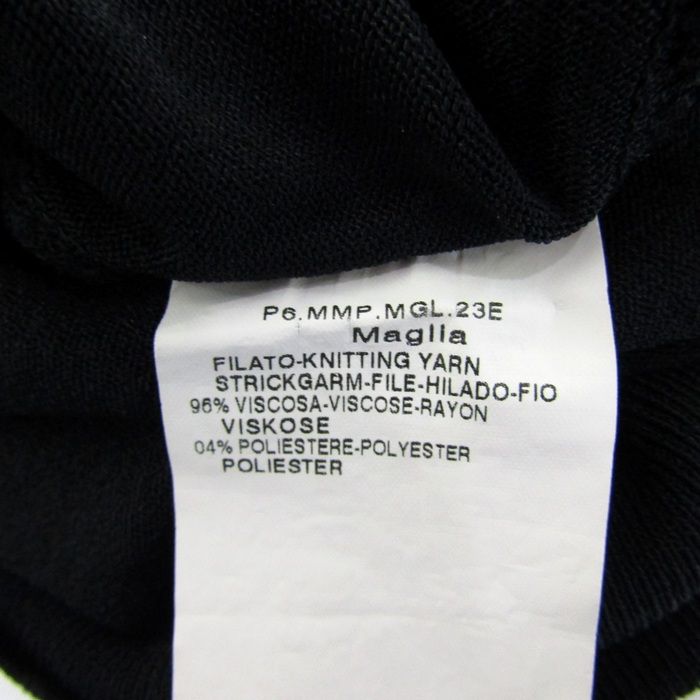 P6.MMP.MGL.23E
Maglia
FILATO-KNITTING YARN
STRICKGARM-FILE-HILADO-FIO
96% VISCOSA-VISCOSE-RAYON
VISKOSE
04% POLIESTERE-POLYESTER
POLIESTER